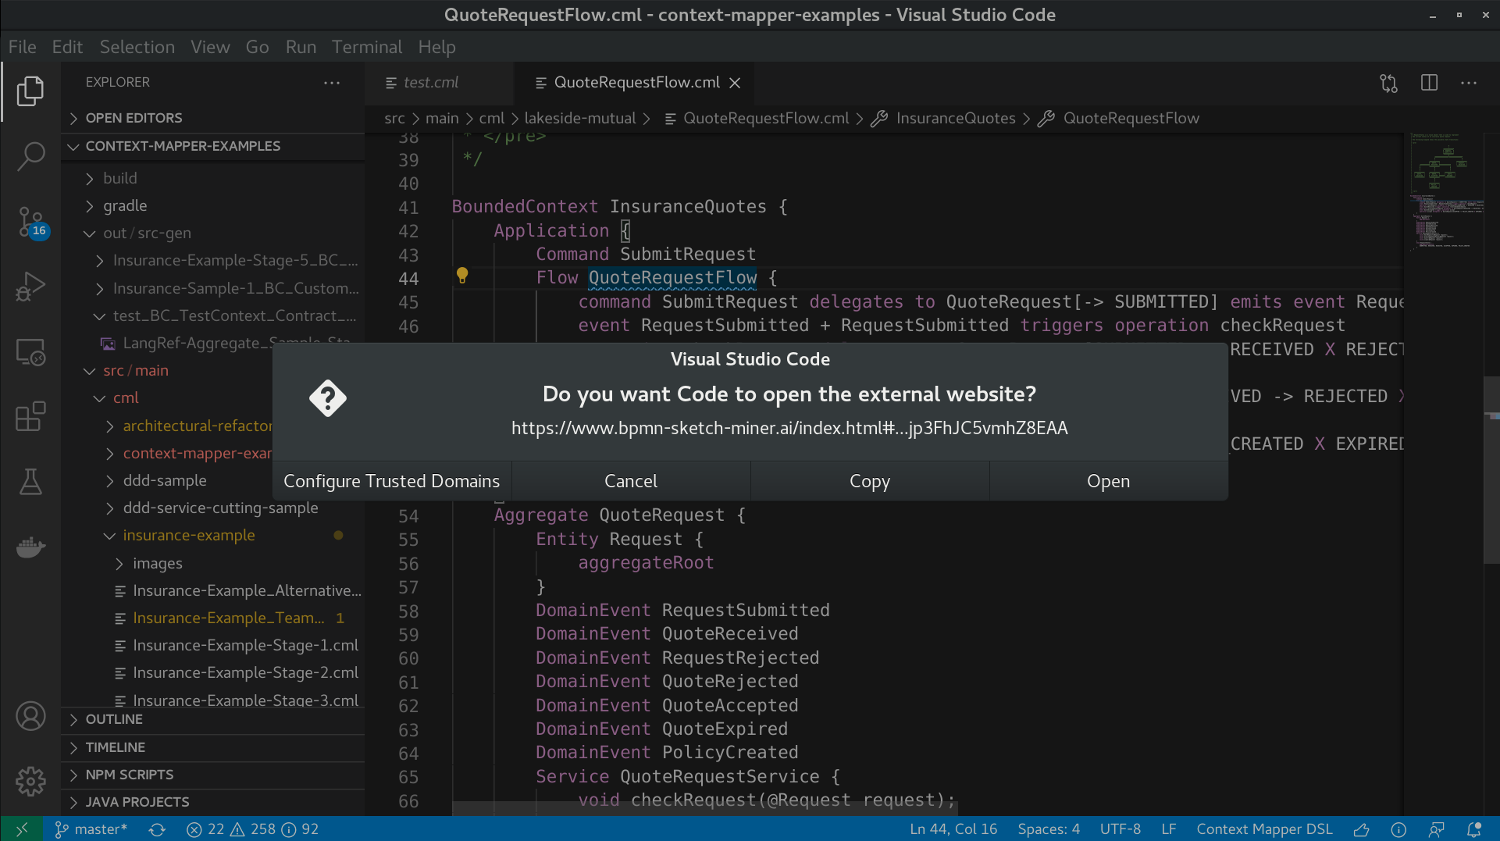 QuoteRequestFlow.cml - context-mapper-examples - Visual Studio Code
File Edit Selection View Go Run Terminal Help
EXPLORER
test.cml
QuoteRequestFlow.cml
OPEN EDITORS
src > main > cml > lakeside-mutual > QuoteRequestFlow.cml > InsuranceQuotes > QuoteRequestFlow
CONTEXT-MAPPER-EXAMPLES
build
gradle
out / src-gen
Insurance-Example-Stage-5_BC_...
Insurance-Sample-1_BC_Custom...
test_BC_TestContext_Contract_...
LangRef-Aggregate_Sample-Sta...
src / main
cml
architectural-refactor
context-mapper-exar
ddd-sample
ddd-service-cutting-sample
insurance-example
images
Insurance-Example_Alternative...
Insurance-Example_Team... 1
Insurance-Example-Stage-1.cml
Insurance-Example-Stage-2.cml
Insurance-Example-Stage-3.cml
OUTLINE
TIMELINE
NPM SCRIPTS
JAVA PROJECTS
16
38 * </pre>
39 */
40
41 BoundedContext InsuranceQuotes {
42 Application {
43 Command SubmitRequest
44 Flow QuoteRequestFlow {
45 command SubmitRequest delegates to QuoteRequest[-> SUBMITTED] emits event Reque
46 event RequestSubmitted + RequestSubmitted triggers operation checkRequest
RECEIVED X REJECT
VED -> REJECTED X
_CREATED X EXPIRED
Visual Studio Code
Do you want Code to open the external website?
https://www.bpmn-sketch-miner.ai/index.html#...jp3FhJC5vmhZ8EAA
Configure Trusted Domains
Cancel
Copy
Open
54 Aggregate QuoteRequest {
55 Entity Request {
56 aggregateRoot
57 }
58 DomainEvent RequestSubmitted
59 DomainEvent QuoteReceived
60 DomainEvent RequestRejected
61 DomainEvent QuoteRejected
62 DomainEvent QuoteAccepted
63 DomainEvent QuoteExpired
64 DomainEvent PolicyCreated
65 Service QuoteRequestService {
66 void checkRequest(@Request request);
master* 22 258 92
Ln 44, Col 16 Spaces: 4 UTF-8 LF Context Mapper DSL